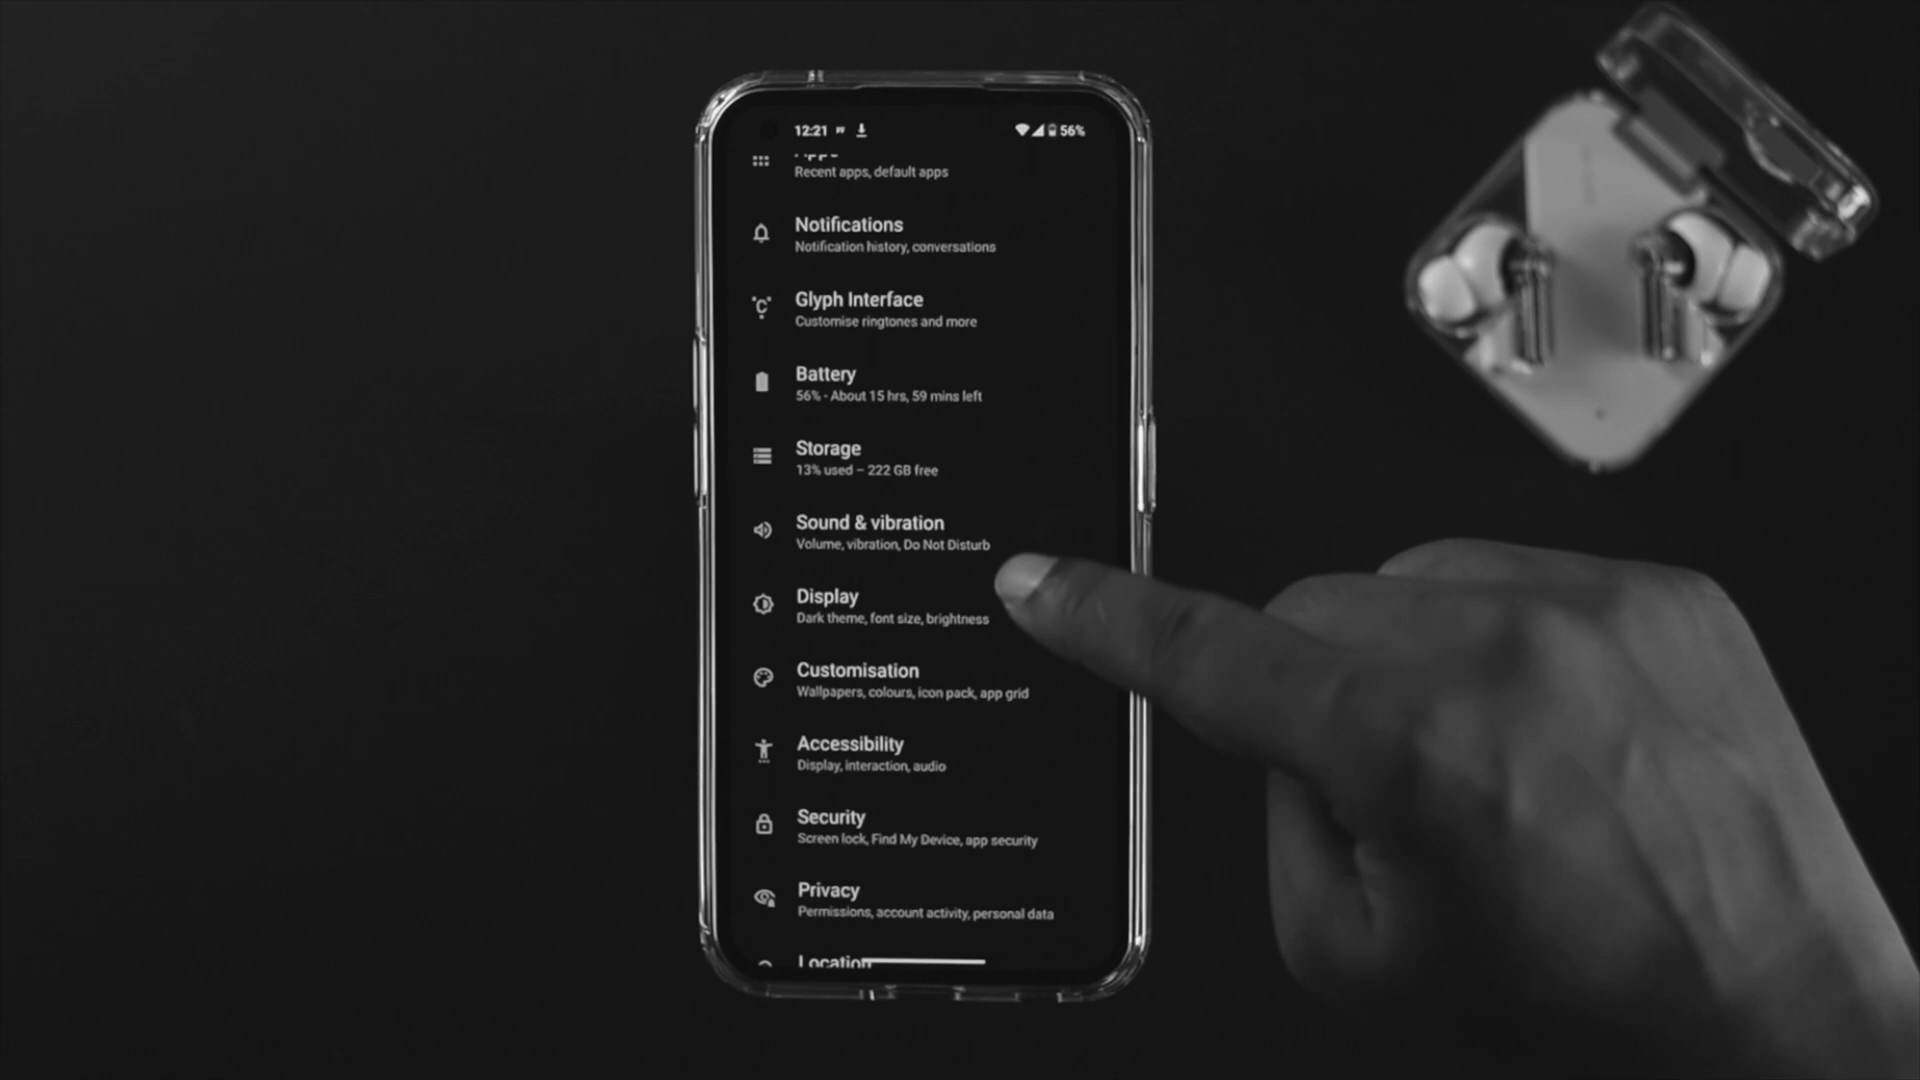 12:21 56%
Apps
Recent apps, default apps
Notifications
Notification history, conversations
Glyph Interface
Customise ringtones and more
Battery
56% - About 15 hrs, 59 mins left
Storage
13% used – 222 GB free
Sound & vibration
Volume, vibration, Do Not Disturb
Display
Dark theme, font size, brightness
Customisation
Wallpapers, colours, icon pack, app grid
Accessibility
Display, interaction, audio
Security
Screen lock, Find My Device, app security
Privacy
Permissions, account activity, personal data
Location